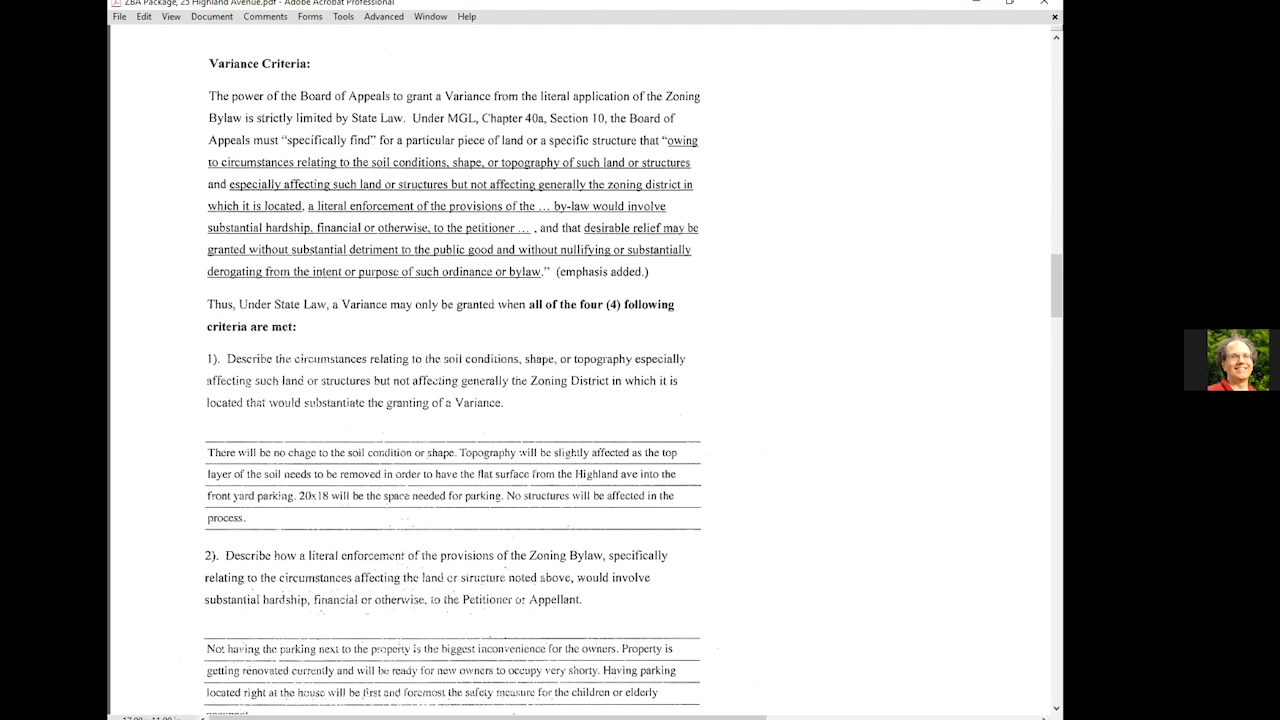 ZBA Package, 25 Highland Avenue.pdf - Adobe Acrobat Professional
File Edit View Document Comments Forms Tools Advanced Window Help
Variance Criteria:
The power of the Board of Appeals to grant a Variance from the literal application of the Zoning
Bylaw is strictly limited by State Law. Under MGL, Chapter 40a, Section 10, the Board of
Appeals must “specifically find” for a particular piece of land or a specific structure that “owing
to circumstances relating to the soil conditions, shape, or topography of such land or structures
and especially affecting such land or structures but not affecting generally the zoning district in
which it is located, a literal enforcement of the provisions of the … by-law would involve
substantial hardship, financial or otherwise, to the petitioner … , and that desirable relief may be
granted without substantial detriment to the public good and without nullifying or substantially
derogating from the intent or purpose of such ordinance or bylaw.” (emphasis added.)
Thus, Under State Law, a Variance may only be granted when all of the four (4) following
criteria are met:
1). Describe the circumstances relating to the soil conditions, shape, or topography especially
affecting such land or structures but not affecting generally the Zoning District in which it is
located that would substantiate the granting of a Variance.
There will be no chage to the soil condition or shape. Topography will be slightly affected as the top
layer of the soil needs to be removed in order to have the flat surface from the Highland ave into the
front yard parking. 20x18 will be the space needed for parking. No structures will be affected in the
process.
2). Describe how a literal enforcement of the provisions of the Zoning Bylaw, specifically
relating to the circumstances affecting the land or structure noted above, would involve
substantial hardship, financial or otherwise, to the Petitioner or Appellant.
Not having the parking next to the property is the biggest inconvenience for the owners. Property is
getting renovated currently and will be ready for new owners to occupy very shorty. Having parking
located right at the house will be first and foremost the safety measure for the children or elderly